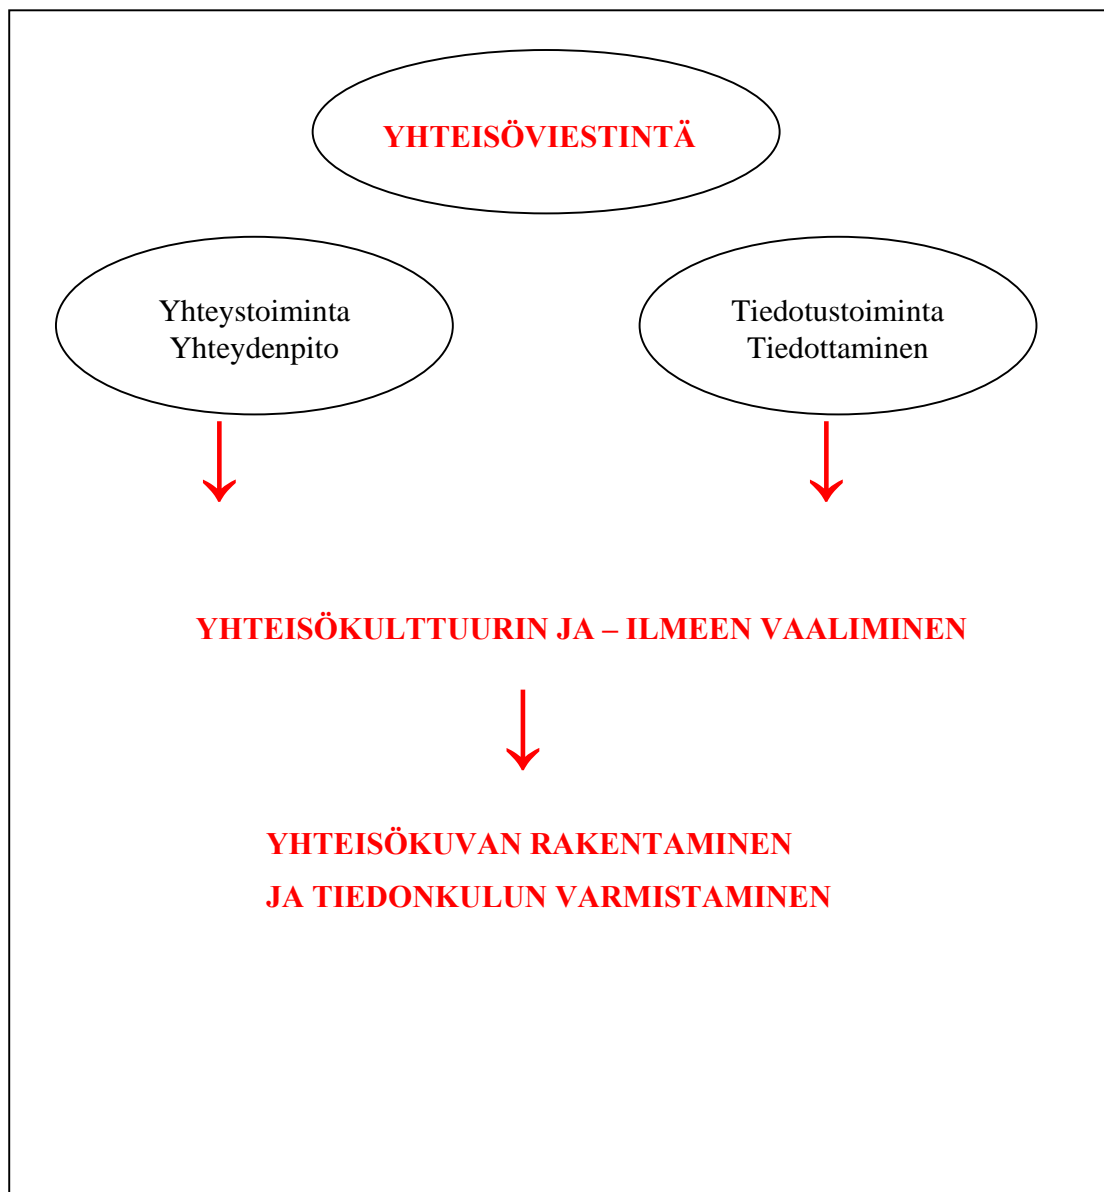 YHTEISÖVIESTINTÄ
Yhteystoiminta
Yhteydenpito
Tiedotustoiminta
Tiedottaminen
YHTEISÖKULTTUURIN JA – ILMEEN VAALIMINEN
YHTEISÖKUVAN RAKENTAMINEN
JA TIEDONKULUN VARMISTAMINEN